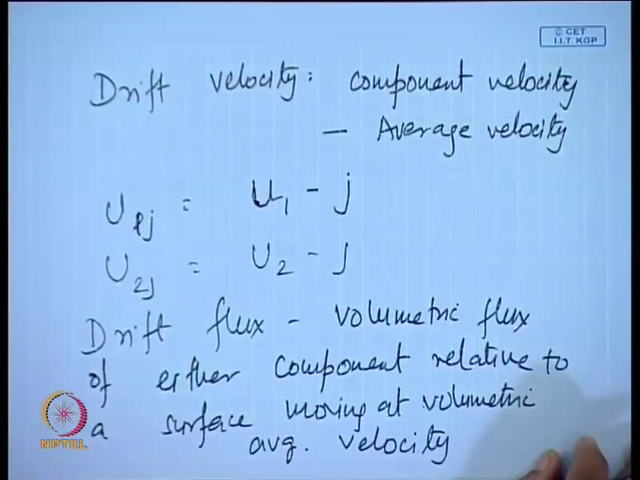 © CET
I.I.T. KGP
Drift velocity: component velocity
— Average velocity
U1j = U1 - j
U2j = U2 - j
Drift flux - volumetric flux
of either component relative to
a surface moving at volumetric
avg. velocity
NPTEL